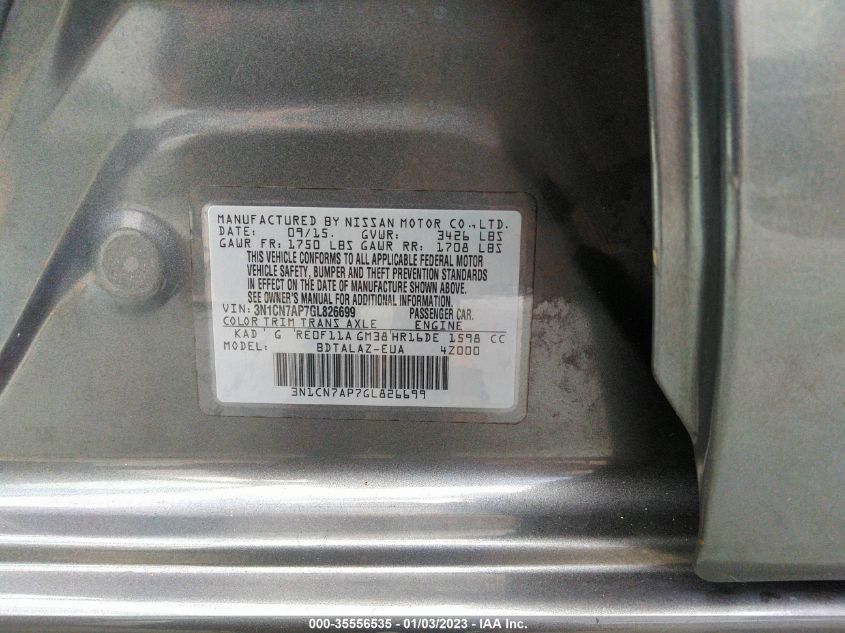 MANUFACTURED BY NISSAN MOTOR CO.,LTD.
DATE: 09/15. GVWR: 3426 LBS
GAWR FR: 1750 LBS GAWR RR: 1708 LBS
THIS VEHICLE CONFORMS TO ALL APPLICABLE FEDERAL MOTOR
VEHICLE SAFETY, BUMPER AND THEFT PREVENTION STANDARDS
IN EFFECT ON THE DATE OF MANUFACTURE SHOWN ABOVE.
SEE OWNER'S MANUAL FOR ADDITIONAL INFORMATION.
VIN: 3N1CN7AP7GL826699 PASSENGER CAR.
COLOR TRIM TRANS AXLE ENGINE
KAD G RE0F11A GM38 HR16DE 1598 CC
MODEL: BDTALAZ-EUA 4Z000
3N1CN7AP7GL826699
000-35556535 - 01/03/2023 - IAA Inc.